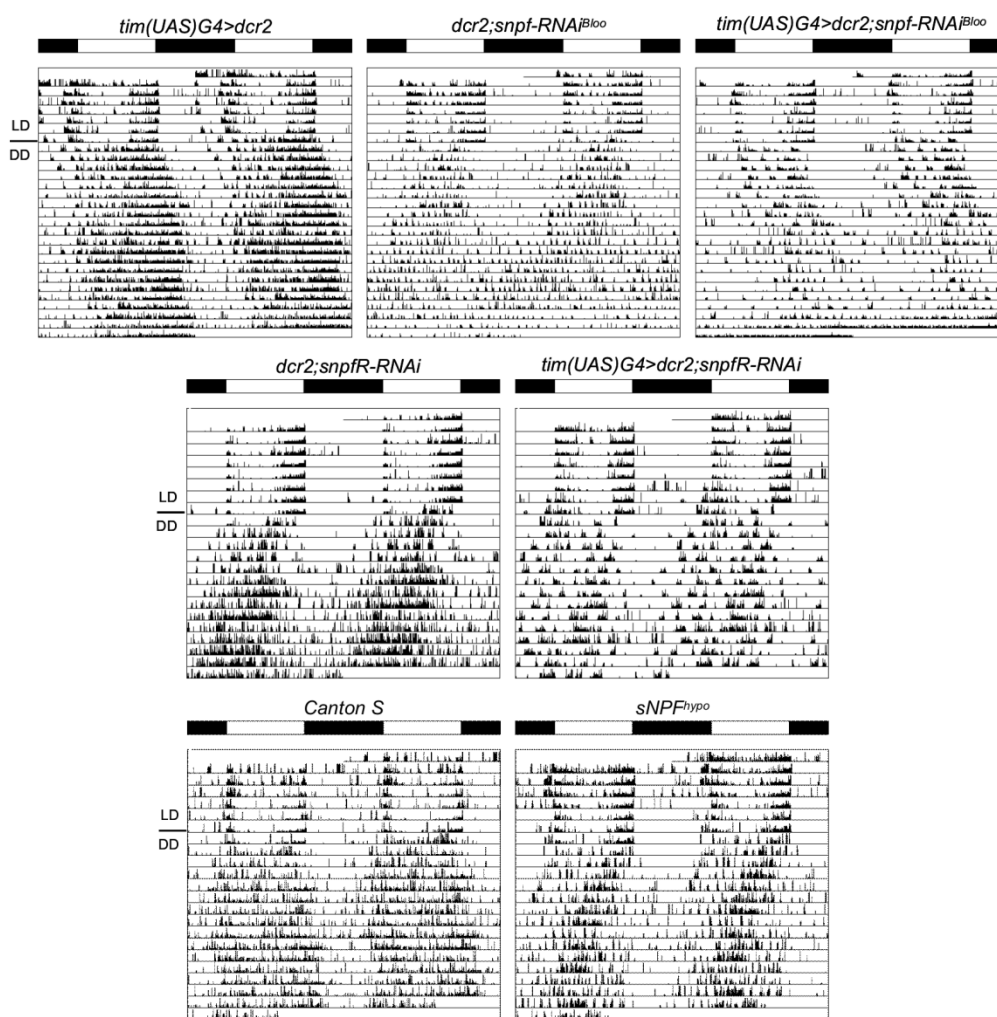 tim(UAS)G4>dcr2
dcr2;snpf-RNAiᴮˡᵒᵒ
tim(UAS)G4>dcr2;snpf-RNAiᴮˡᵒᵒ
LD
DD
dcr2;snpfR-RNAi
tim(UAS)G4>dcr2;snpfR-RNAi
LD
DD
Canton S
sNPFʰʸᵖᵒ
LD
DD